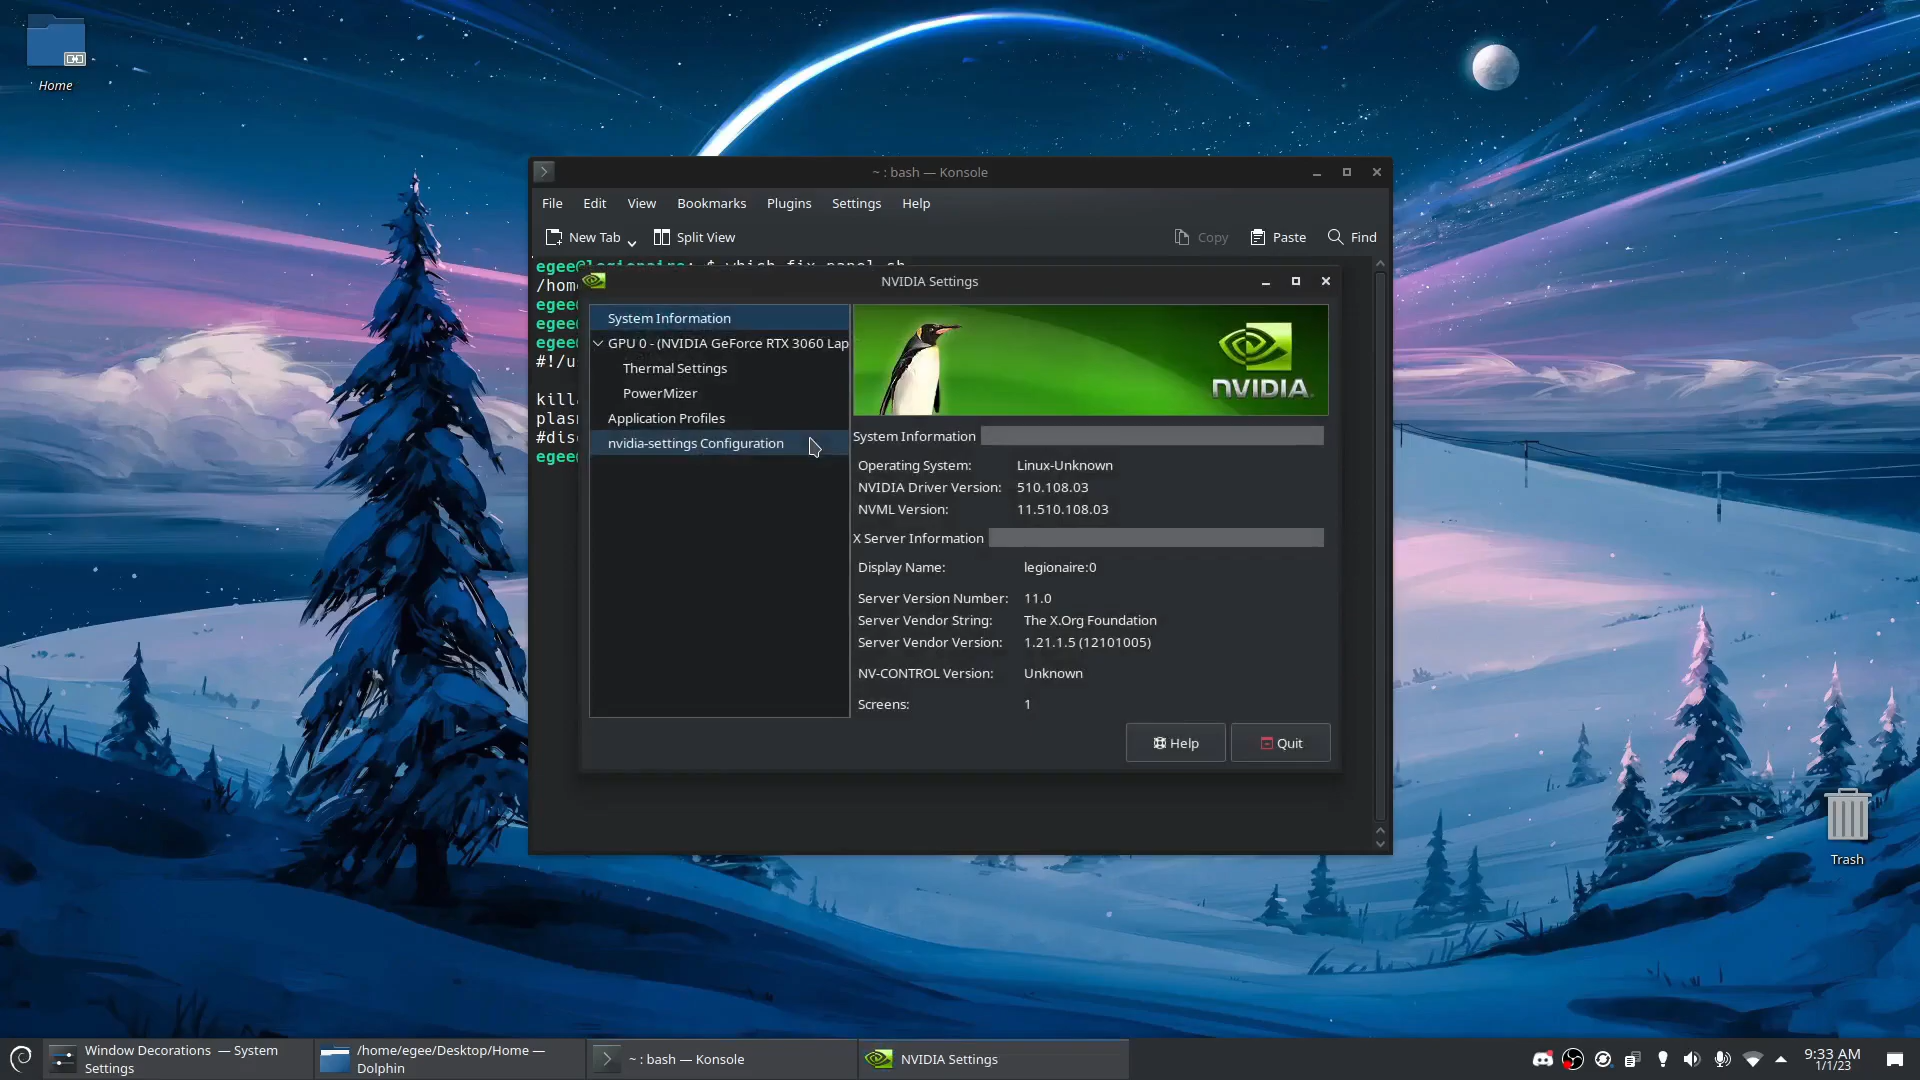 Home
~ : bash — Konsole
File Edit View Bookmarks Plugins Settings Help
New Tab Split View Copy Paste Find
/hom
egee
egee
egee
#!/u
kill
plas
#dis
egee
NVIDIA Settings
System Information
GPU 0 - (NVIDIA GeForce RTX 3060 Lap
Thermal Settings
PowerMizer
Application Profiles
nvidia-settings Configuration
NVIDIA
System Information
Operating System: Linux-Unknown
NVIDIA Driver Version: 510.108.03
NVML Version: 11.510.108.03
X Server Information
Display Name: legionaire:0
Server Version Number: 11.0
Server Vendor String: The X.Org Foundation
Server Vendor Version: 1.21.1.5 (12101005)
NV-CONTROL Version: Unknown
Screens: 1
Help Quit
Trash
Window Decorations — System
Settings
/home/egee/Desktop/Home —
Dolphin
~ : bash — Konsole
NVIDIA Settings
9:33 AM
1/1/23